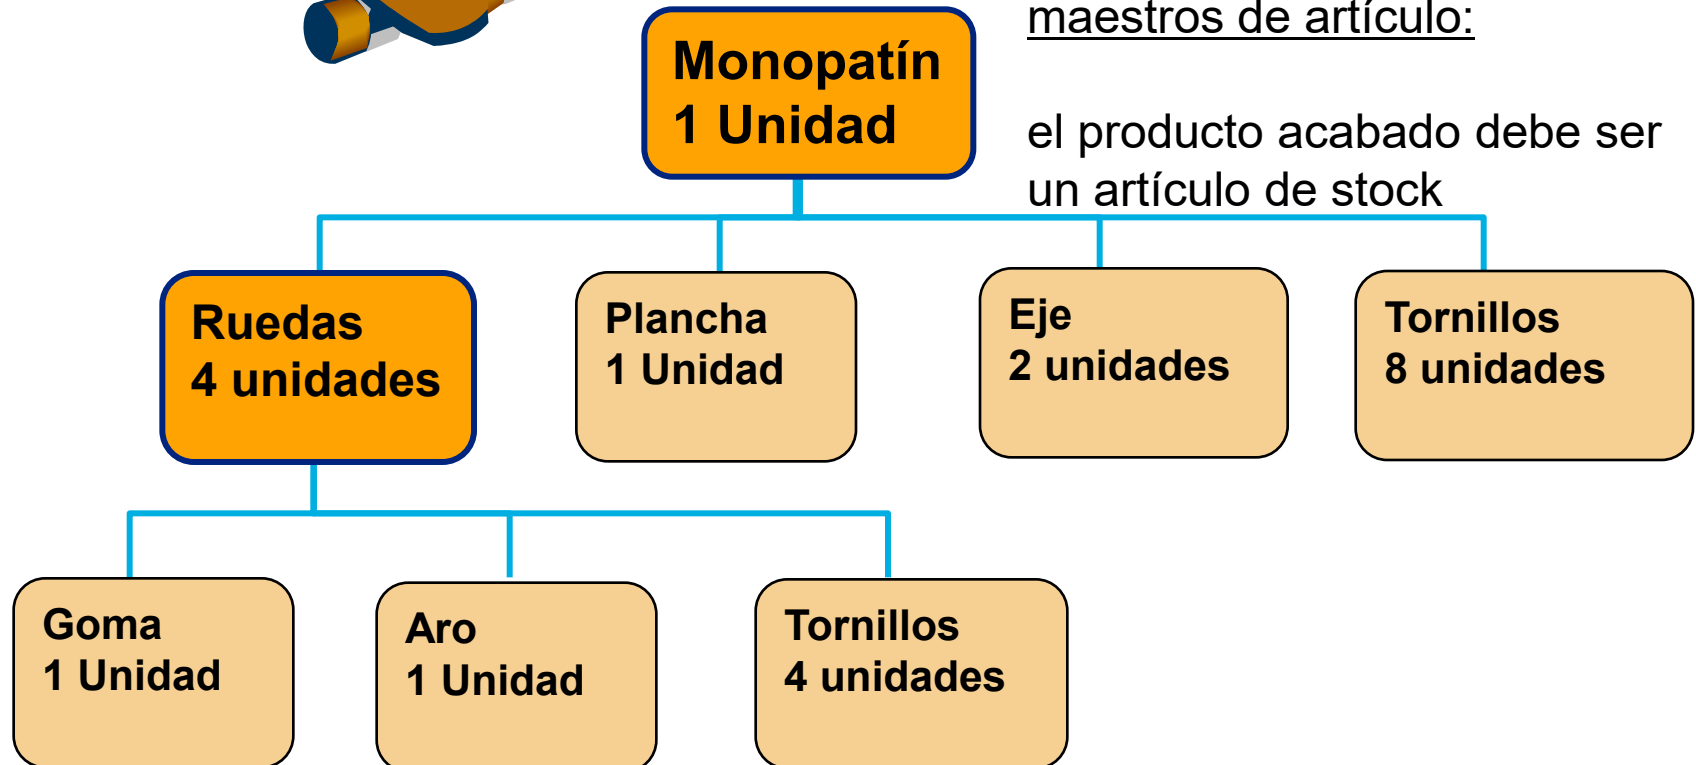 maestros de artículo:
Monopatín
1 Unidad
el producto acabado debe ser
un artículo de stock
Ruedas
4 unidades
Plancha
1 Unidad
Eje
2 unidades
Tornillos
8 unidades
Goma
1 Unidad
Aro
1 Unidad
Tornillos
4 unidades